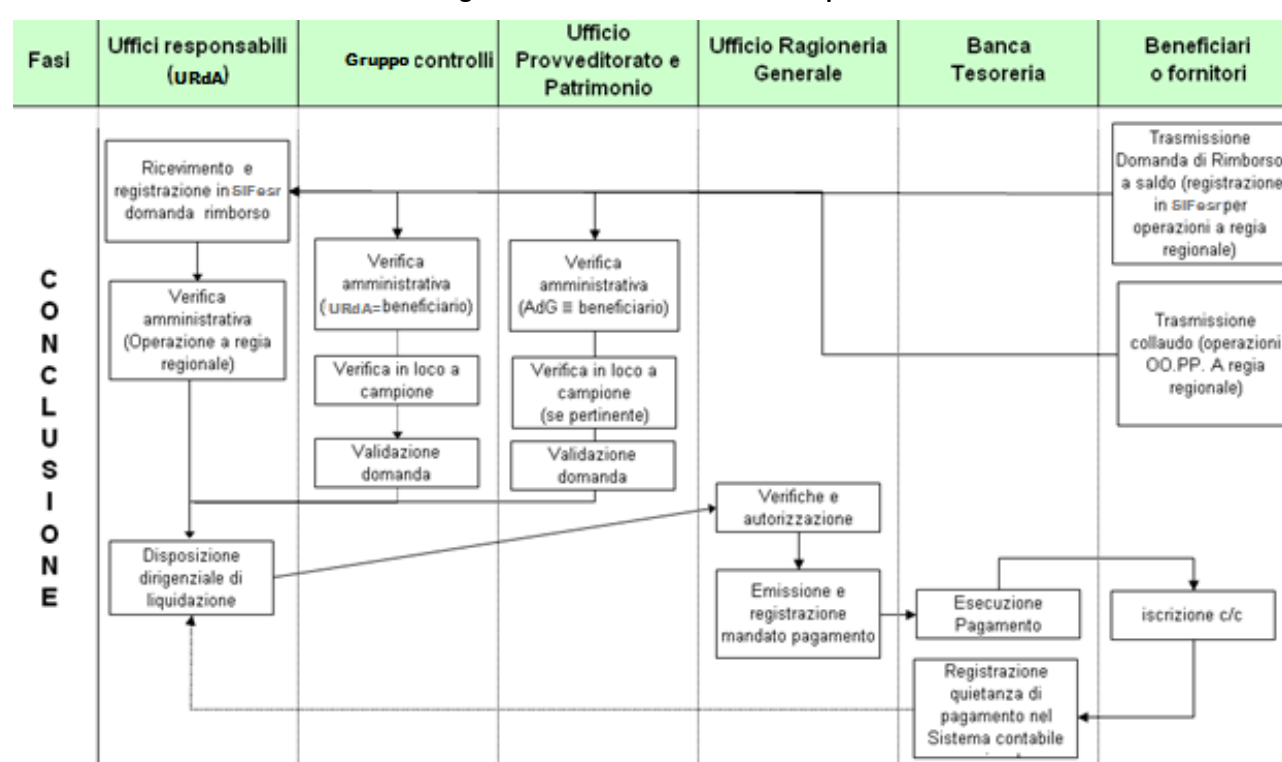 Fasi
Uffici responsabili
(URdA)
Gruppo controlli
Ufficio
Provveditorato e
Patrimonio
Ufficio Ragioneria
Generale
Banca
Tesoreria
Beneficiari
o fornitori
CONCLUSIONE
Ricevimento e
registrazione in SIFesr
domanda rimborso
Verifica
amministrativa
(Operazione a regia
regionale)
Disposizione
dirigenziale di
liquidazione
Verifica
amministrativa
( URdA=beneficiario)
Verifica in loco a
campione
Validazione
domanda
Verifica
amministrativa
(AdG ≡ beneficiario)
Verifica in loco a
campione
(se pertinente)
Validazione
domanda
Verifiche e
autorizzazione
Emissione e
registrazione
mandato pagamento
Esecuzione
Pagamento
Registrazione
quietanza di
pagamento nel
Sistema contabile
Trasmissione
Domanda di Rimborso
a saldo (registrazione
in SIFesr per
operazioni a regia
regionale)
Trasmissione
collaudo (operazioni
OO.PP. A regia
regionale)
iscrizione c/c